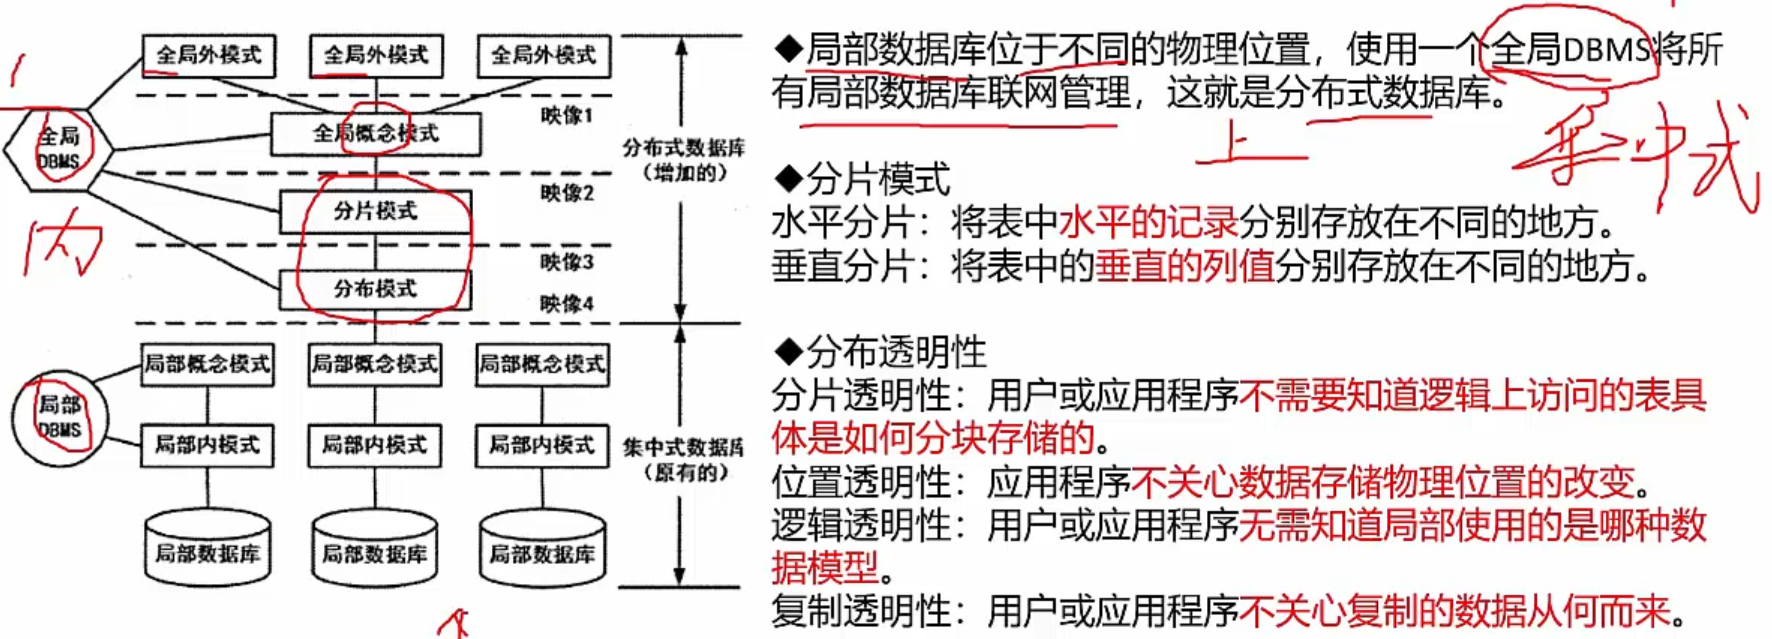 全局外模式 全局外模式 全局外模式
映像1
全局
DBMS
全局概念模式
分布式数据库
(增加的)
映像2
分片模式
内
映像3
分布模式
映像4
局部概念模式 局部概念模式 局部概念模式
局部
DBMS
局部内模式 局部内模式 局部内模式
集中式数据库
(原有的)
局部数据库 局部数据库 局部数据库
◆局部数据库位于不同的物理位置，使用一个全局DBMS将所
有局部数据库联网管理，这就是分布式数据库。
上
集中式
◆分片模式
水平分片：将表中水平的记录分别存放在不同的地方。
垂直分片：将表中的垂直的列值分别存放在不同的地方。
◆分布透明性
分片透明性：用户或应用程序不需要知道逻辑上访问的表具
体是如何分块存储的。
位置透明性：应用程序不关心数据存储物理位置的改变。
逻辑透明性：用户或应用程序无需知道局部使用的是哪种数
据模型。
复制透明性：用户或应用程序不关心复制的数据从何而来。